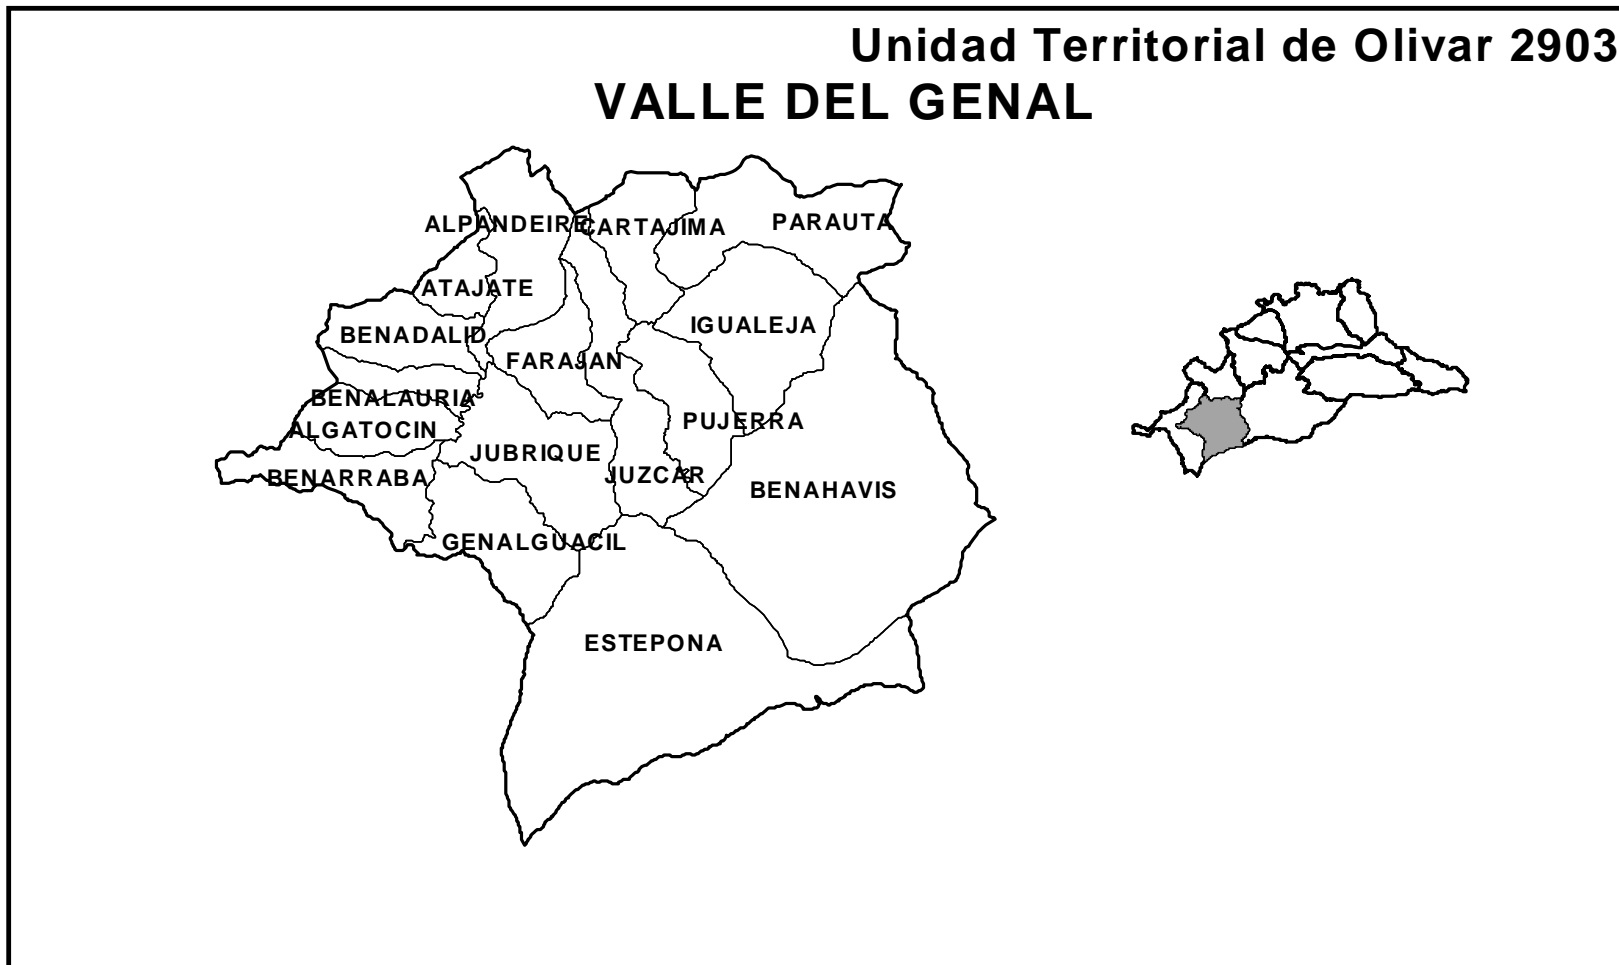 Unidad Territorial de Olivar 2903
VALLE DEL GENAL
ALPANDEIRE
CARTAJIMA
PARAUTA
ATAJATE
BENADALID
IGUALEJA
FARAJAN
BENALAURIA
ALGATOCIN
PUJERRA
JUBRIQUE
JUZCAR
BENARRABA
BENAHAVIS
GENALGUACIL
ESTEPONA